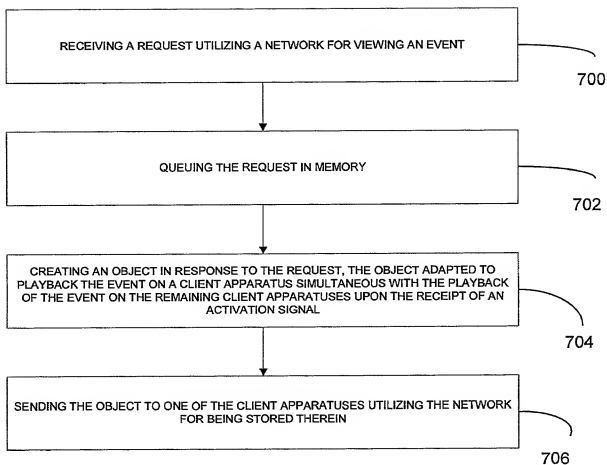 RECEIVING A REQUEST UTILIZING A NETWORK FOR VIEWING AN EVENT
700
QUEUING THE REQUEST IN MEMORY
702
CREATING AN OBJECT IN RESPONSE TO THE REQUEST, THE OBJECT ADAPTED TO
PLAYBACK THE EVENT ON A CLIENT APPARATUS SIMULTANEOUS WITH THE PLAYBACK
OF THE EVENT ON THE REMAINING CLIENT APPARATUSES UPON THE RECEIPT OF AN
ACTIVATION SIGNAL
704
SENDING THE OBJECT TO ONE OF THE CLIENT APPARATUSES UTILIZING THE NETWORK
FOR BEING STORED THEREIN
706